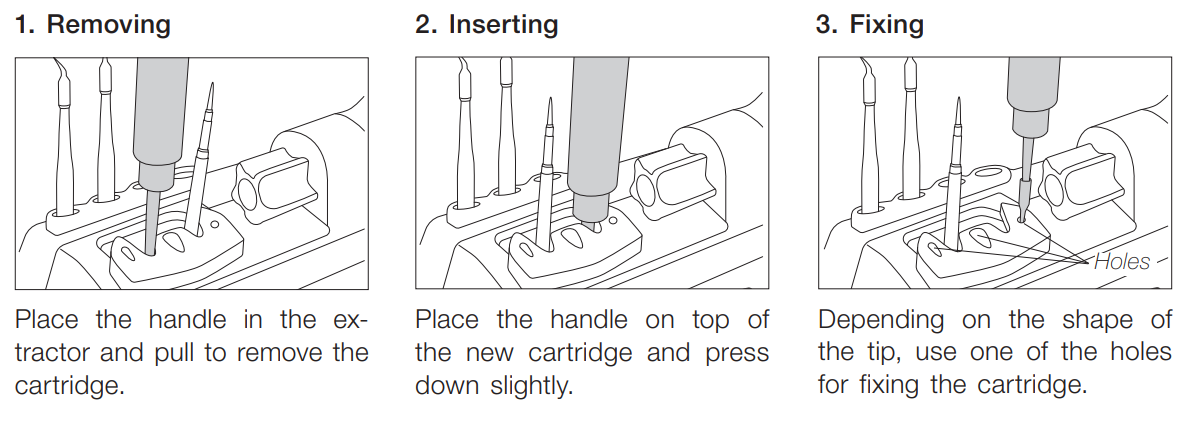 1. Removing
Place the handle in the ex-
tractor and pull to remove the
cartridge.
2. Inserting
Place the handle on top of
the new cartridge and press
down slightly.
3. Fixing
Holes
Depending on the shape of
the tip, use one of the holes
for fixing the cartridge.